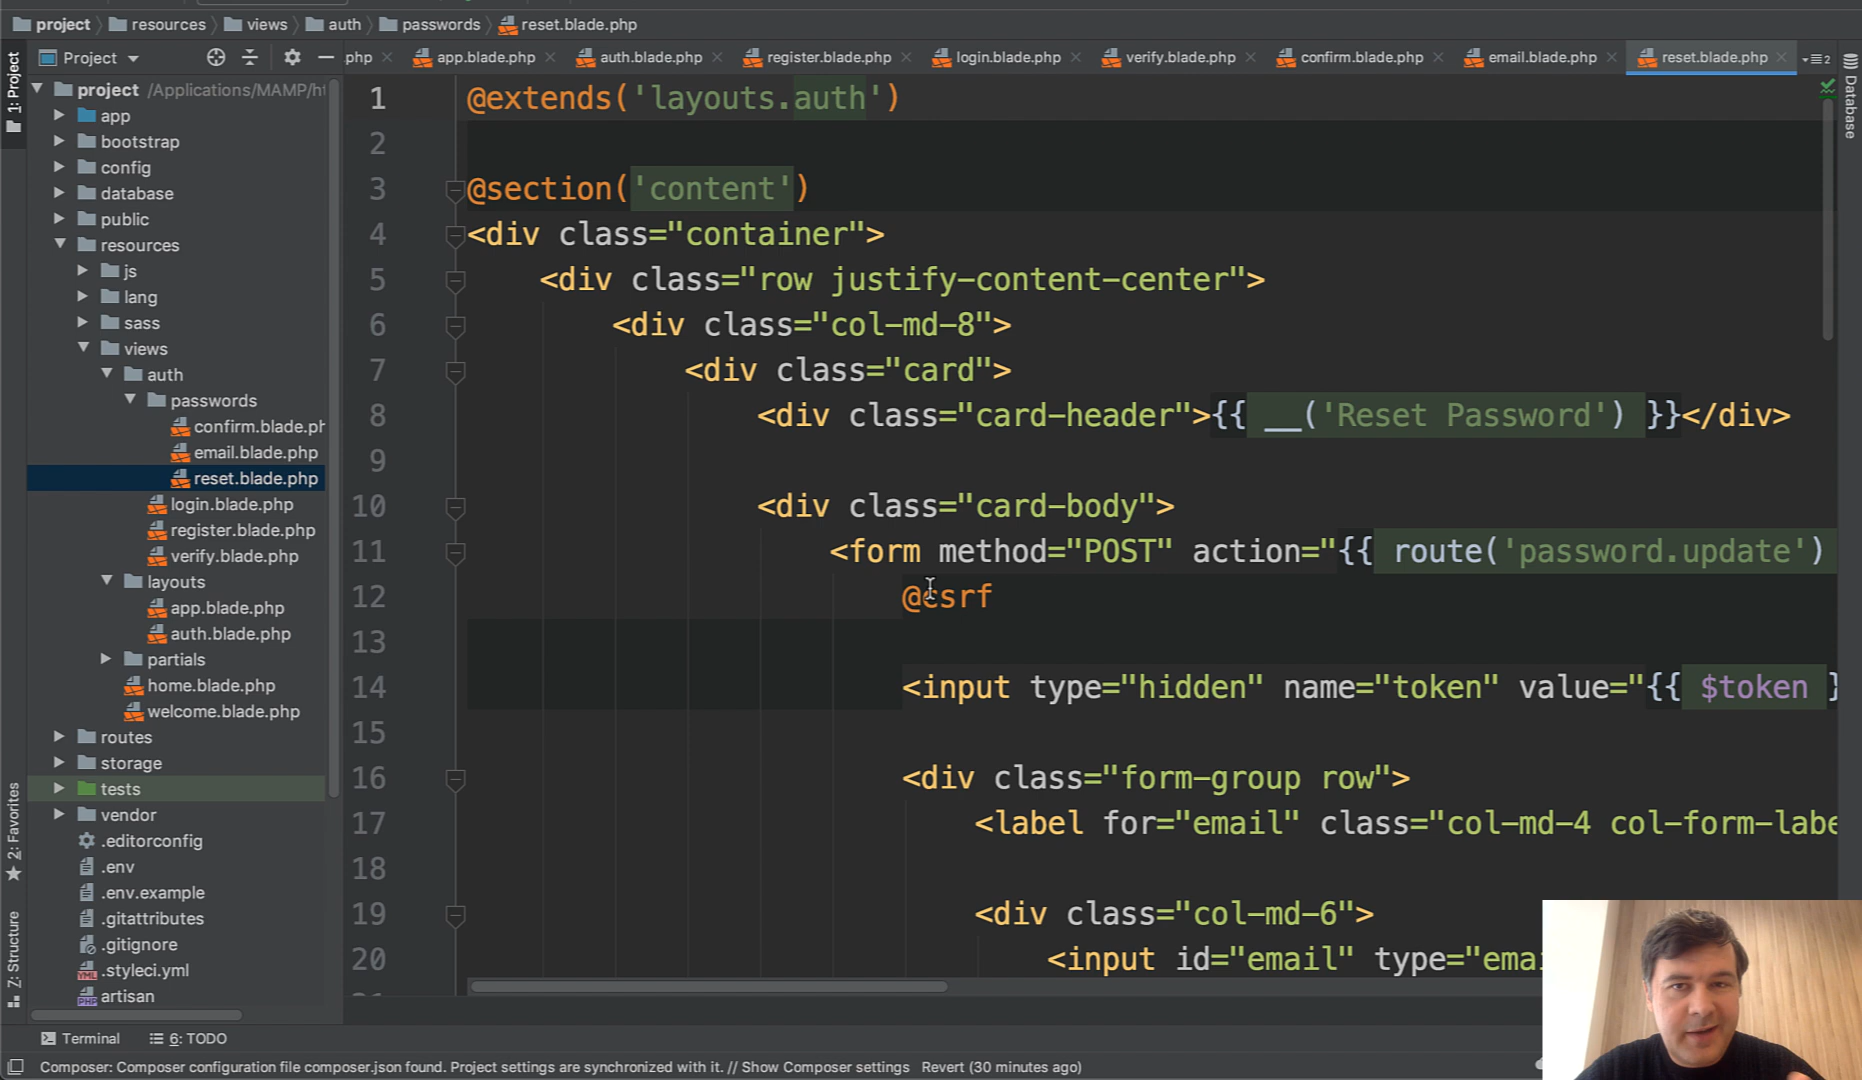 project resources views auth passwords reset.blade.php
Project
php app.blade.php auth.blade.php register.blade.php login.blade.php verify.blade.php confirm.blade.php email.blade.php reset.blade.php 2
1: Project
2: Favorites
Z: Structure
Database
project /Applications/MAMP/ht
app
bootstrap
config
database
public
resources
js
lang
sass
views
auth
passwords
confirm.blade.ph
email.blade.php
reset.blade.php
login.blade.php
register.blade.php
verify.blade.php
layouts
app.blade.php
auth.blade.php
partials
home.blade.php
welcome.blade.php
routes
storage
tests
vendor
.editorconfig
.env
.env.example
.gitattributes
.gitignore
.styleci.yml
artisan
1 @extends('layouts.auth')
2
3 @section('content')
4 <div class="container">
5 <div class="row justify-content-center">
6 <div class="col-md-8">
7 <div class="card">
8 <div class="card-header">{{ __('Reset Password') }}</div>
9
10 <div class="card-body">
11 <form method="POST" action="{{ route('password.update')
12 @csrf
13
14 <input type="hidden" name="token" value="{{ $token }
15
16 <div class="form-group row">
17 <label for="email" class="col-md-4 col-form-labe
18
19 <div class="col-md-6">
20 <input id="email" type="emai
Terminal 6: TODO
Composer: Composer configuration file composer.json found. Project settings are synchronized with it. // Show Composer settings Revert (30 minutes ago)